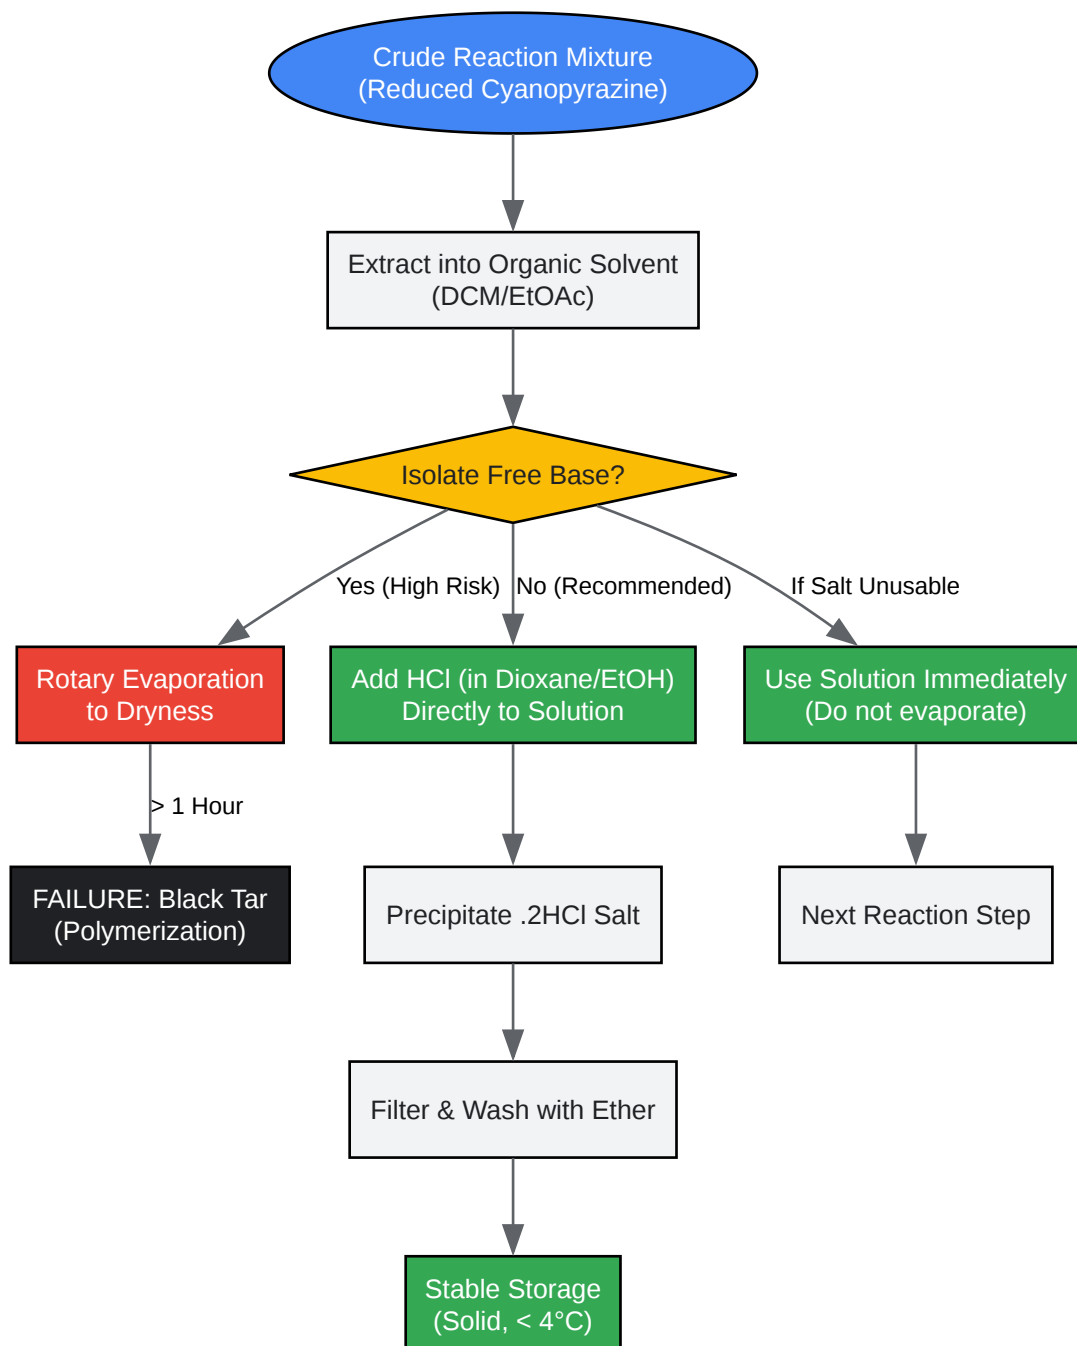 Crude Reaction Mixture
(Reduced Cyanopyrazine)
Extract into Organic Solvent
(DCM/EtOAc)
Isolate Free Base?
Yes (High Risk)
No (Recommended)
If Salt Unusable
Rotary Evaporation
to Dryness
Add HCl (in Dioxane/EtOH)
Directly to Solution
Use Solution Immediately
(Do not evaporate)
> 1 Hour
FAILURE: Black Tar
(Polymerization)
Precipitate .2HCl Salt
Next Reaction Step
Filter & Wash with Ether
Stable Storage
(Solid, < 4°C)